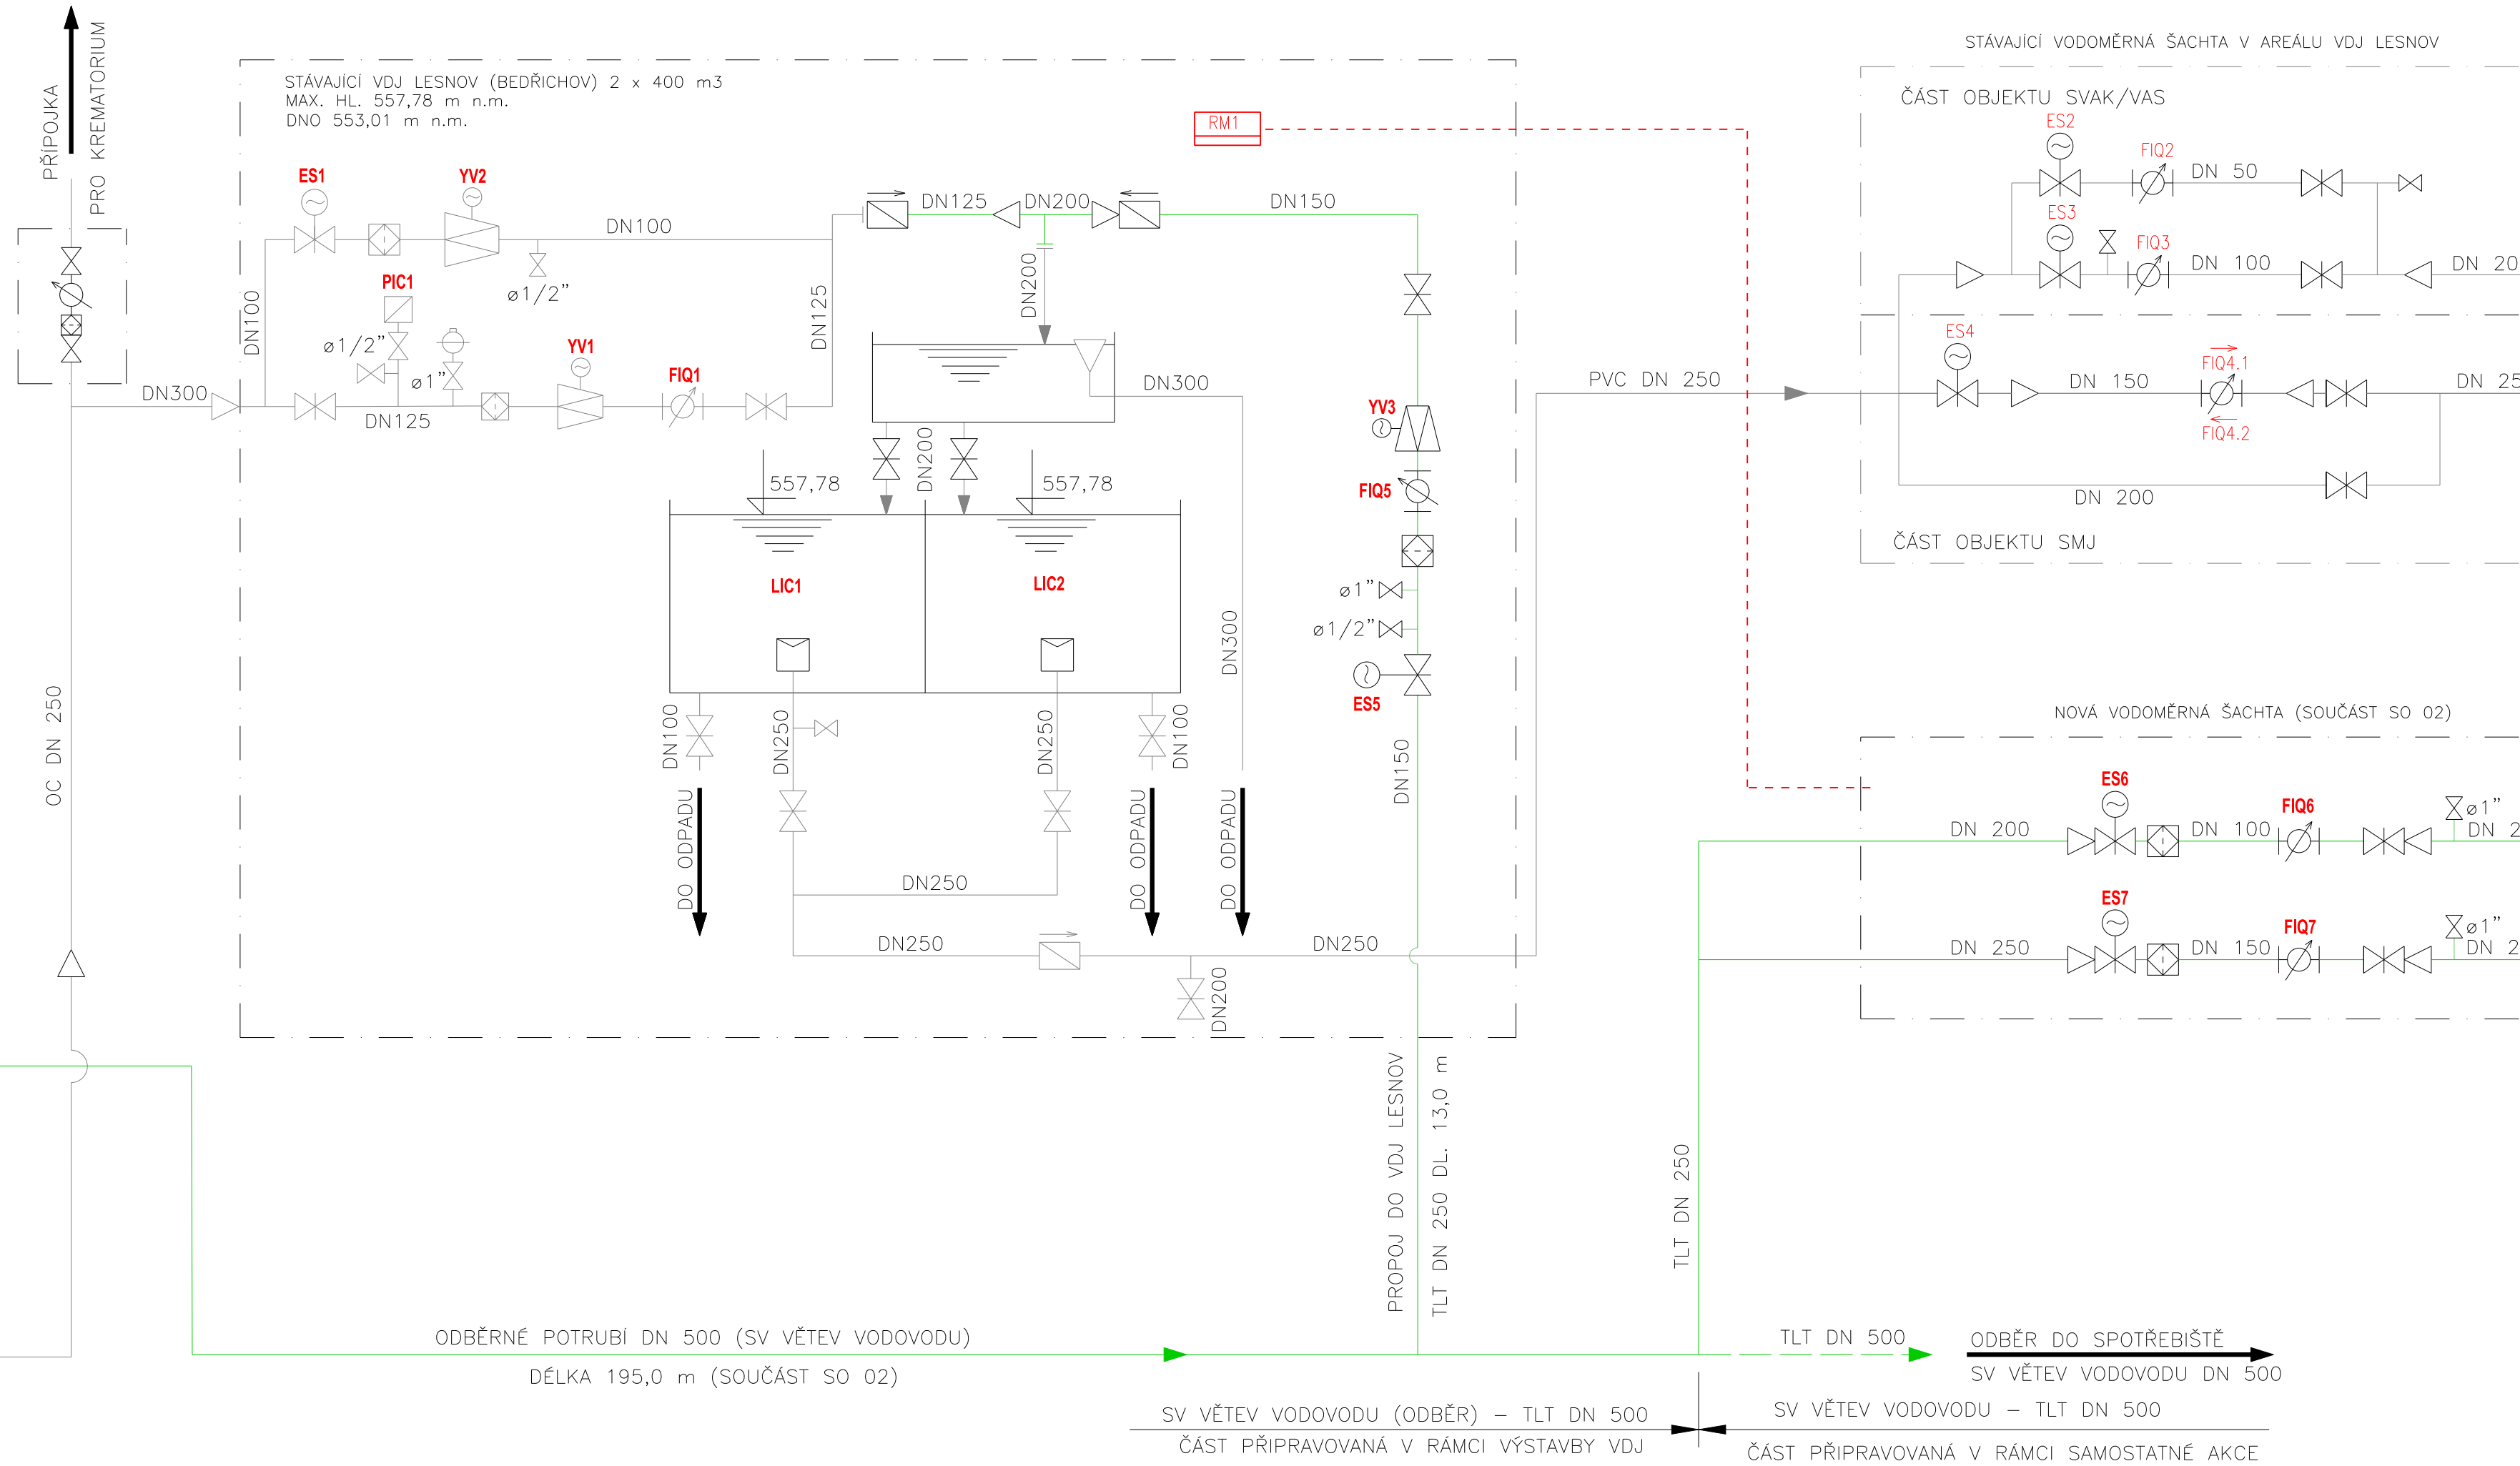 PŘÍPOJKA
PRO KREMATORIUM
STÁVAJÍCÍ VDJ LESNOV (BEDŘICHOV) 2 x 400 m3
MAX. HL. 557,78 m n.m.
DNO 553,01 m n.m.
RM1
ES1
YV2
DN100
ø1/2"
PIC1
ø1/2"
ø1"
DN100
DN300
DN125
YV1
FIQ1
DN125
DN125
DN200
DN150
DN200
DN300
DN200
557,78
557,78
LIC1
LIC2
YV3
FIQ5
ø1"
ø1/2"
ES5
DN150
DN300
DN100
DN250
DN250
DN100
DO ODPADU
DO ODPADU
DO ODPADU
DN250
DN250
DN250
DN200
OC DN 250
PVC DN 250
STÁVAJÍCÍ VODOMĚRNÁ ŠACHTA V AREÁLU VDJ LESNOV
ČÁST OBJEKTU SVAK/VAS
ES2
FIQ2
DN 50
ES3
FIQ3
DN 100
DN 20
ES4
DN 150
FIQ4.1
FIQ4.2
DN 25
DN 200
ČÁST OBJEKTU SMJ
NOVÁ VODOMĚRNÁ ŠACHTA (SOUČÁST SO 02)
ES6
FIQ6
ø1"
DN 200
DN 100
DN 2
ES7
FIQ7
ø1"
DN 250
DN 150
DN 2
PROPOJ DO VDJ LESNOV
TLT DN 250 DL. 13,0 m
TLT DN 250
ODBĚRNÉ POTRUBÍ DN 500 (SV VĚTEV VODOVODU)
DÉLKA 195,0 m (SOUČÁST SO 02)
TLT DN 500
ODBĚR DO SPOTŘEBIŠTĚ
SV VĚTEV VODOVODU DN 500
SV VĚTEV VODOVODU (ODBĚR) – TLT DN 500
ČÁST PŘIPRAVOVANÁ V RÁMCI VÝSTAVBY VDJ
SV VĚTEV VODOVODU – TLT DN 500
ČÁST PŘIPRAVOVANÁ V RÁMCI SAMOSTATNÉ AKCE